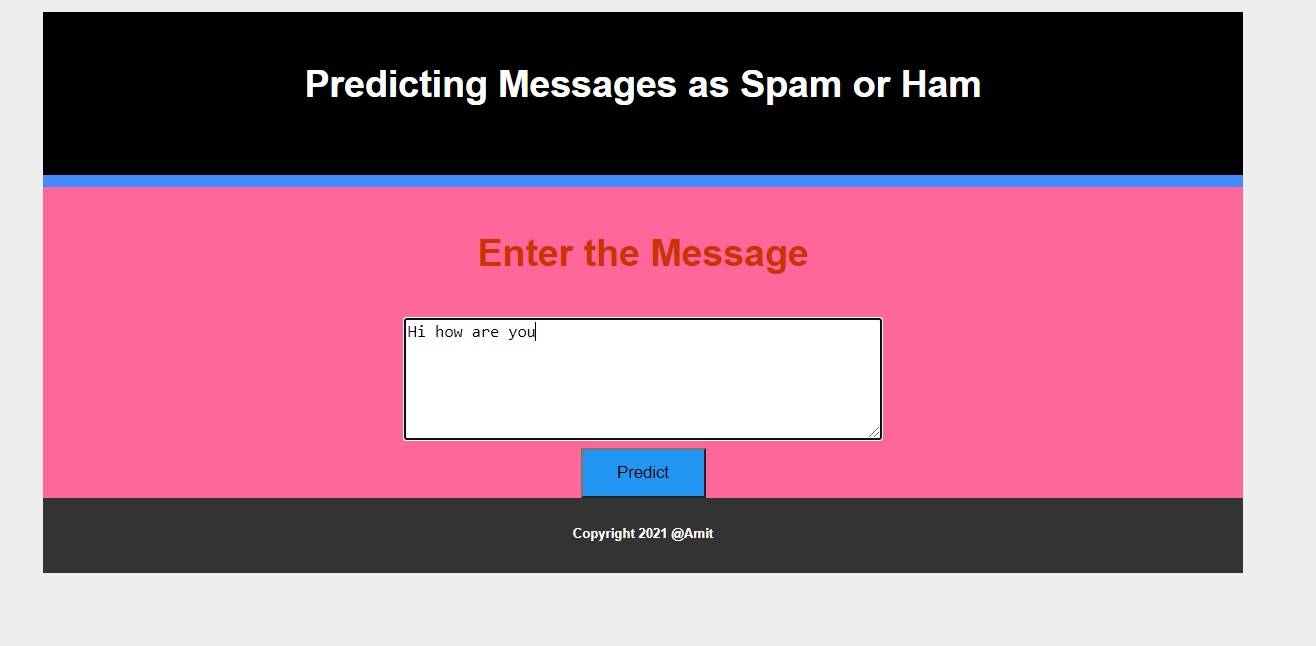 Predicting Messages as Spam or Ham
Enter the Message
Hi how are you
Predict
Copyright 2021 @Amit